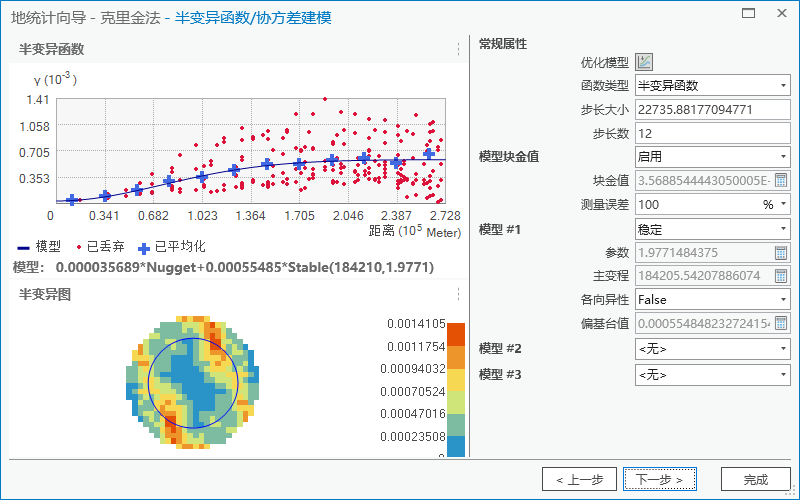 地统计向导 - 克里金法 - 半变异函数/协方差建模
半变异函数
γ (10⁻³)
1.41
1.058
0.705
0.353
0 0.341 0.682 1.023 1.364 1.705 2.046 2.387 2.728
距离 (10⁵ Meter)
模型 已丢弃 已平均化
模型: 0.000035689*Nugget+0.00055485*Stable(184210,1.9771)
半变异图
0.0014105
0.0011754
0.00094032
0.00070524
0.00047016
0.00023508
常规属性
优化模型
函数类型 半变异函数
步长大小 22735.88177094771
步长数 12
模型块金值 启用
块金值 3.5688544443050005E-
测量误差 100 %
模型 #1 稳定
参数 1.9771484375
主变程 184205.54207886074
各向异性 False
偏基台值 0.00055484823272415
模型 #2 <无>
模型 #3 <无>
< 上一步 下一步 > 完成